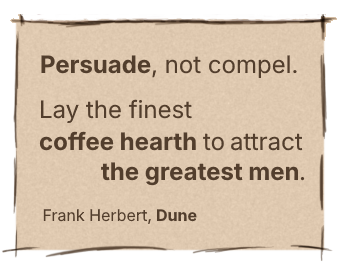 Persuade, not compel.
Lay the finest
coffee hearth to attract
the greatest men.
Frank Herbert, Dune